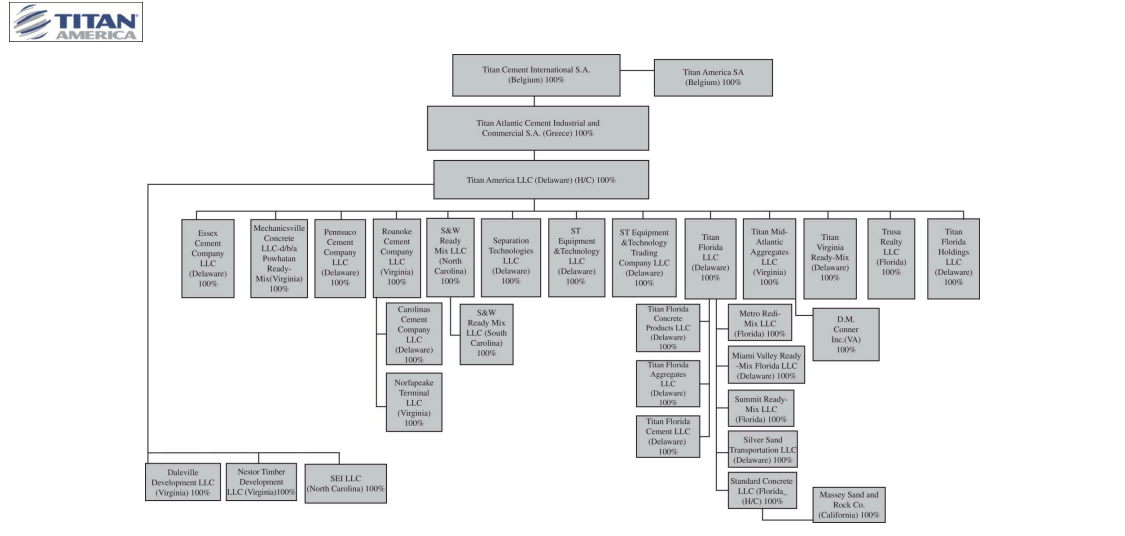 TITAN
AMERICA
Titan Cement International S.A.
(Belgium) 100%
Titan America SA
(Belgium) 100%
Titan Atlantic Cement Industrial and
Commercial S.A. (Greece) 100%
Titan America LLC (Delaware) (H/C) 100%
Essex
Cement
Company
LLC
(Delaware)
100%
Mechanicsville
Concrete
LLC-d/b/a
Powhatan
Ready-
Mix(Virginia)
100%
Pennsuco
Cement
Company
LLC
(Delaware)
100%
Roanoke
Cement
Company
LLC
(Virginia)
100%
S&W
Ready
Mix LLC
(North
Carolina)
100%
Separation
Technologies
LLC
(Delaware)
100%
ST
Equipment
&Technology
LLC
(Delaware)
100%
ST Equipment
&Technology
Trading
Company LLC
(Delaware)
100%
Titan
Florida
LLC
(Delaware)
100%
Titan Mid-
Atlantic
Aggregates
LLC
(Virginia)
100%
Titan
Virginia
Ready-Mix
(Delaware)
100%
Trusa
Realty
LLC
(Florida)
100%
Titan
Florida
Holdings
LLC
(Delaware)
100%
Carolinas
Cement
Company
LLC
(Delaware)
100%
S&W
Ready Mix
LLC (South
Carolina)
100%
Titan Florida
Concrete
Products LLC
(Delaware)
100%
Metro Redi-
Mix LLC
(Florida) 100%
D.M.
Conner
Inc.(VA)
100%
Norfapeake
Terminal
LLC
(Virginia)
100%
Titan Florida
Aggregates
LLC
(Delaware)
100%
Miami Valley Ready
-Mix Florida LLC
(Delaware) 100%
Titan Florida
Cement LLC
(Delaware)
100%
Summit Ready-
Mix LLC
(Florida) 100%
Silver Sand
Transportation LLC
(Delaware) 100%
Standard Concrete
LLC (Florida_
(H/C) 100%
Massey Sand and
Rock Co.
(California) 100%
Daleville
Development LLC
(Virginia) 100%
Nestor Timber
Development
LLC (Virginia)100%
SEI LLC
(North Carolina) 100%